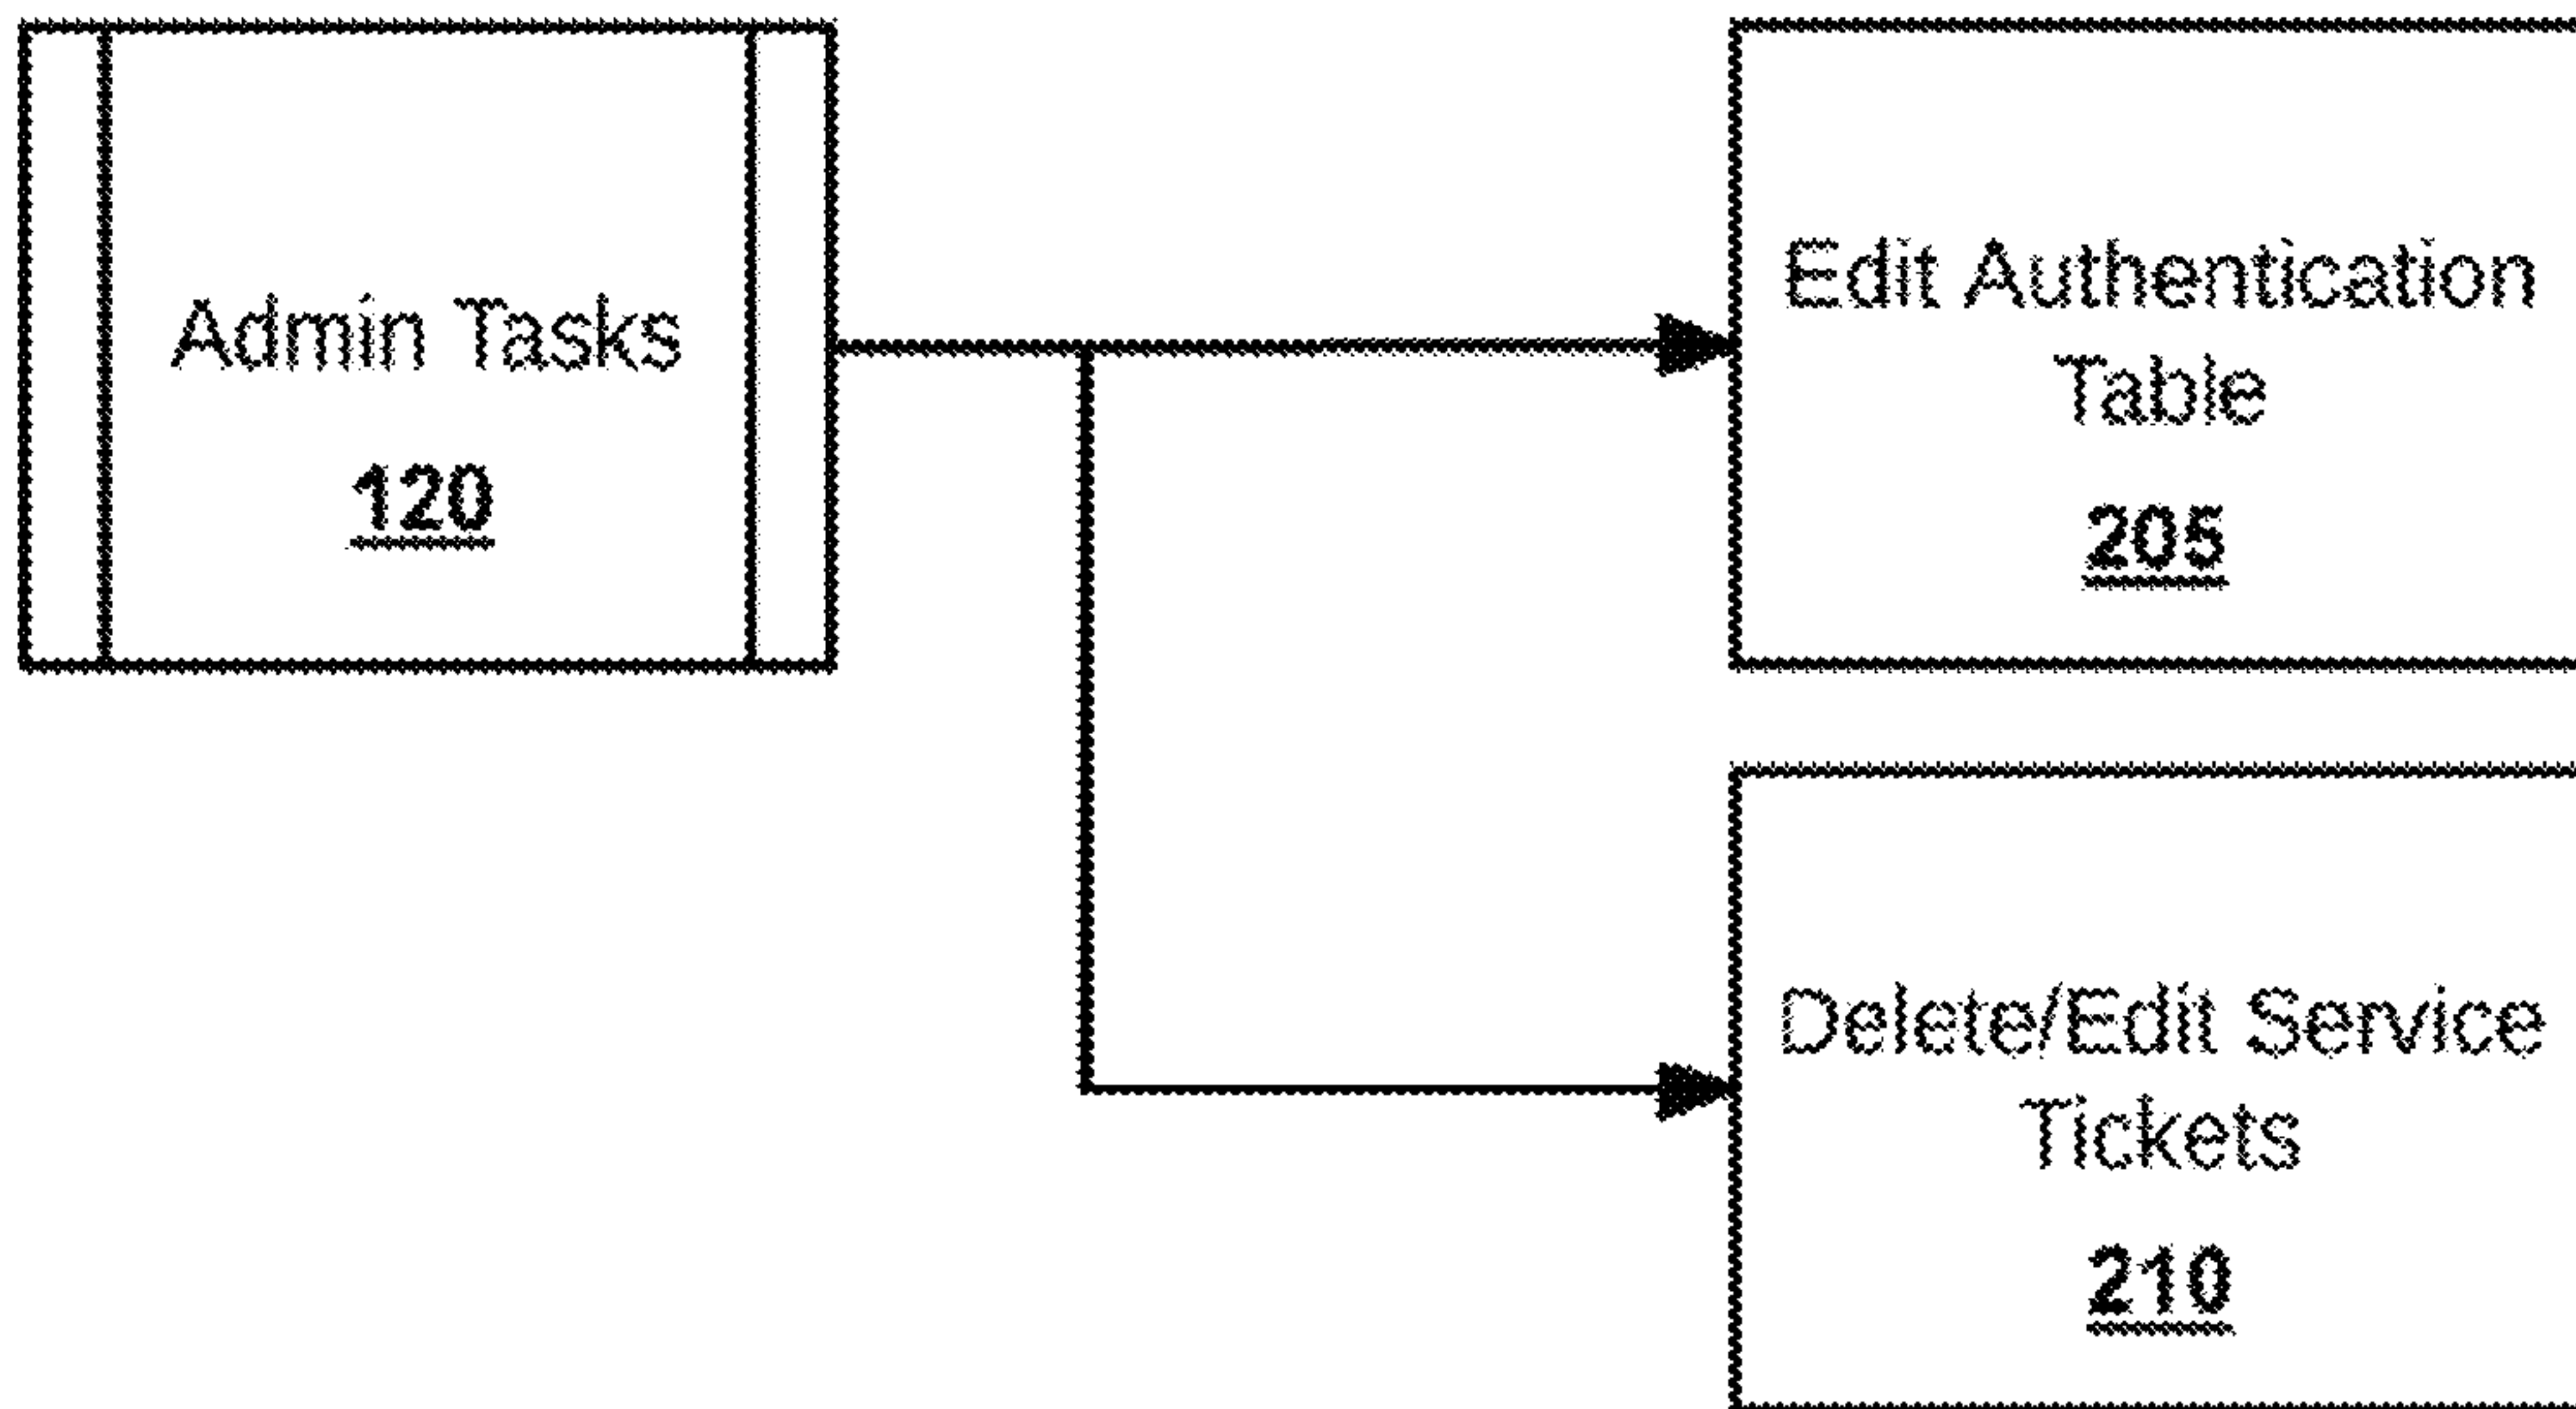 Admin Tasks
120
Edit Authentication
Table
205
Delete/Edit Service
Tickets
210